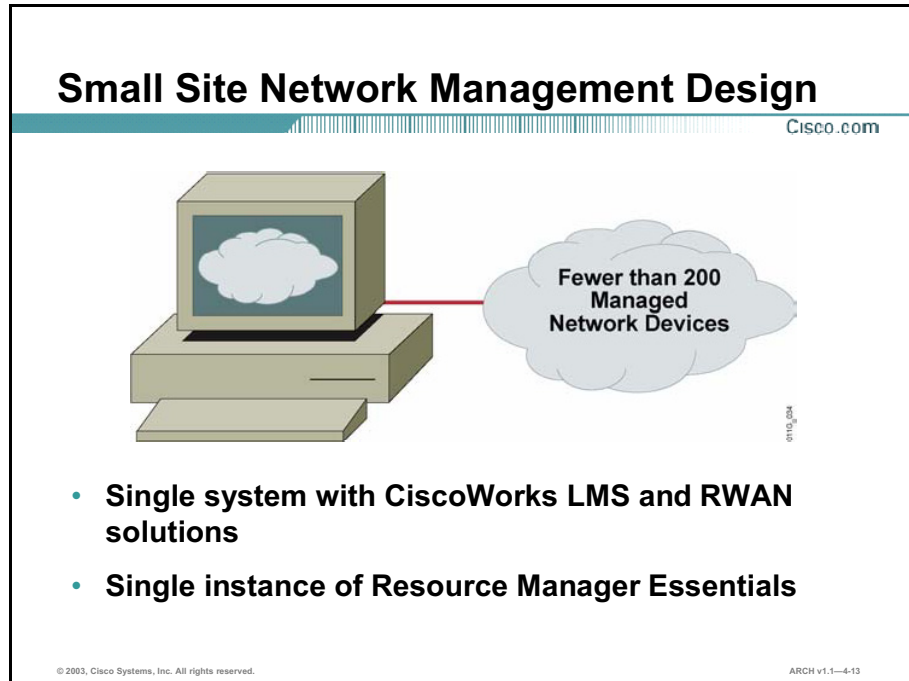 Small Site Network Management Design
Cisco.com
Fewer than 200
Managed
Network Devices
011G_034
• Single system with CiscoWorks LMS and RWAN
solutions
• Single instance of Resource Manager Essentials
© 2003, Cisco Systems, Inc. All rights reserved.
ARCH v1.1—4-13